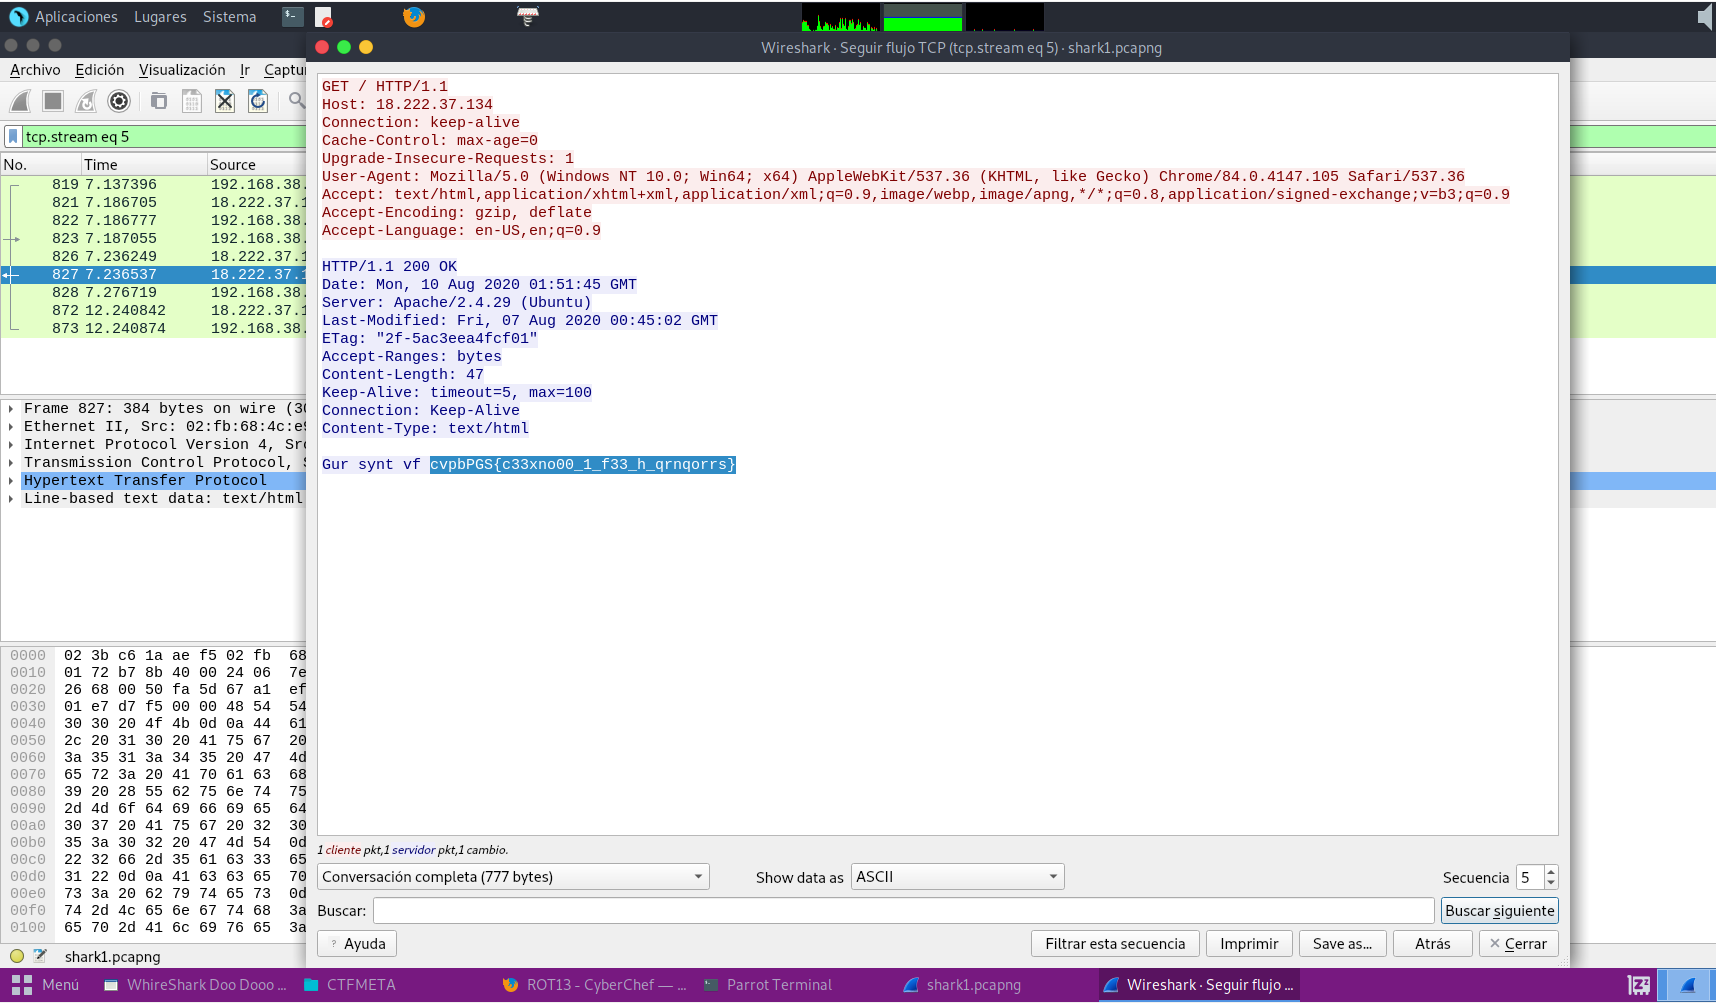 Aplicaciones Lugares Sistema
Wireshark · Seguir flujo TCP (tcp.stream eq 5) · shark1.pcapng
Archivo Edición Visualización Ir Captu
tcp.stream eq 5
No. Time Source
819 7.137396 192.168.38.
821 7.186705 18.222.37.1
822 7.186777 192.168.38.
823 7.187055 192.168.38.
826 7.236249 18.222.37.1
827 7.236537 18.222.37.1
828 7.276719 192.168.38.
872 12.240842 18.222.37.1
873 12.240874 192.168.38.
Frame 827: 384 bytes on wire (30
Ethernet II, Src: 02:fb:68:4c:e9
Internet Protocol Version 4, Src
Transmission Control Protocol, S
Hypertext Transfer Protocol
Line-based text data: text/html
0000 02 3b c6 1a ae f5 02 fb 68
0010 01 72 b7 8b 40 00 24 06 7e
0020 26 68 00 50 fa 5d 67 a1 ef
0030 01 e7 d7 f5 00 00 48 54 54
0040 30 30 20 4f 4b 0d 0a 44 61
0050 2c 20 31 30 20 41 75 67 20
0060 3a 35 31 3a 34 35 20 47 4d
0070 65 72 3a 20 41 70 61 63 68
0080 39 20 28 55 62 75 6e 74 75
0090 2d 4d 6f 64 69 66 69 65 64
00a0 30 37 20 41 75 67 20 32 30
00b0 35 3a 30 32 20 47 4d 54 0d
00c0 22 32 66 2d 35 61 63 33 65
00d0 31 22 0d 0a 41 63 63 65 70
00e0 73 3a 20 62 79 74 65 73 0d
00f0 74 2d 4c 65 6e 67 74 68 3a
0100 65 70 2d 41 6c 69 76 65 3a
shark1.pcapng
GET / HTTP/1.1
Host: 18.222.37.134
Connection: keep-alive
Cache-Control: max-age=0
Upgrade-Insecure-Requests: 1
User-Agent: Mozilla/5.0 (Windows NT 10.0; Win64; x64) AppleWebKit/537.36 (KHTML, like Gecko) Chrome/84.0.4147.105 Safari/537.36
Accept: text/html,application/xhtml+xml,application/xml;q=0.9,image/webp,image/apng,*/*;q=0.8,application/signed-exchange;v=b3;q=0.9
Accept-Encoding: gzip, deflate
Accept-Language: en-US,en;q=0.9
HTTP/1.1 200 OK
Date: Mon, 10 Aug 2020 01:51:45 GMT
Server: Apache/2.4.29 (Ubuntu)
Last-Modified: Fri, 07 Aug 2020 00:45:02 GMT
ETag: "2f-5ac3eea4fcf01"
Accept-Ranges: bytes
Content-Length: 47
Keep-Alive: timeout=5, max=100
Connection: Keep-Alive
Content-Type: text/html
Gur synt vf cvpbPGS{c33xno00_1_f33_h_qrnqorrs}
1 cliente pkt,1 servidor pkt,1 cambio.
Conversación completa (777 bytes) Show data as ASCII Secuencia 5
Buscar: Buscar siguiente
? Ayuda Filtrar esta secuencia Imprimir Save as... Atrás Cerrar
Menú WhireShark Doo Dooo ... CTFMETA ROT13 - CyberChef — ... Parrot Terminal shark1.pcapng Wireshark · Seguir flujo ...